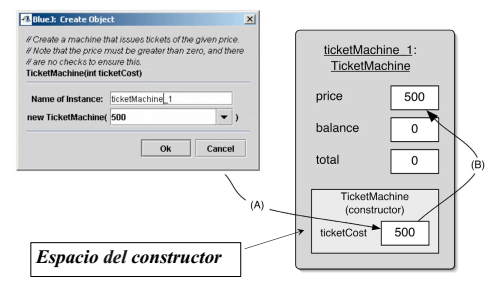 BlueJ: Create Object
// Create a machine that issues tickets of the given price.
// Note that the price must be greater than zero, and there
// are no checks to ensure this.
TicketMachine(int ticketCost)
Name of Instance: ticketMachine_1
new TicketMachine( 500 )
Ok Cancel
ticketMachine_1:
TicketMachine
price 500
balance 0
total 0
(A)
(B)
TicketMachine
(constructor)
ticketCost 500
Espacio del constructor